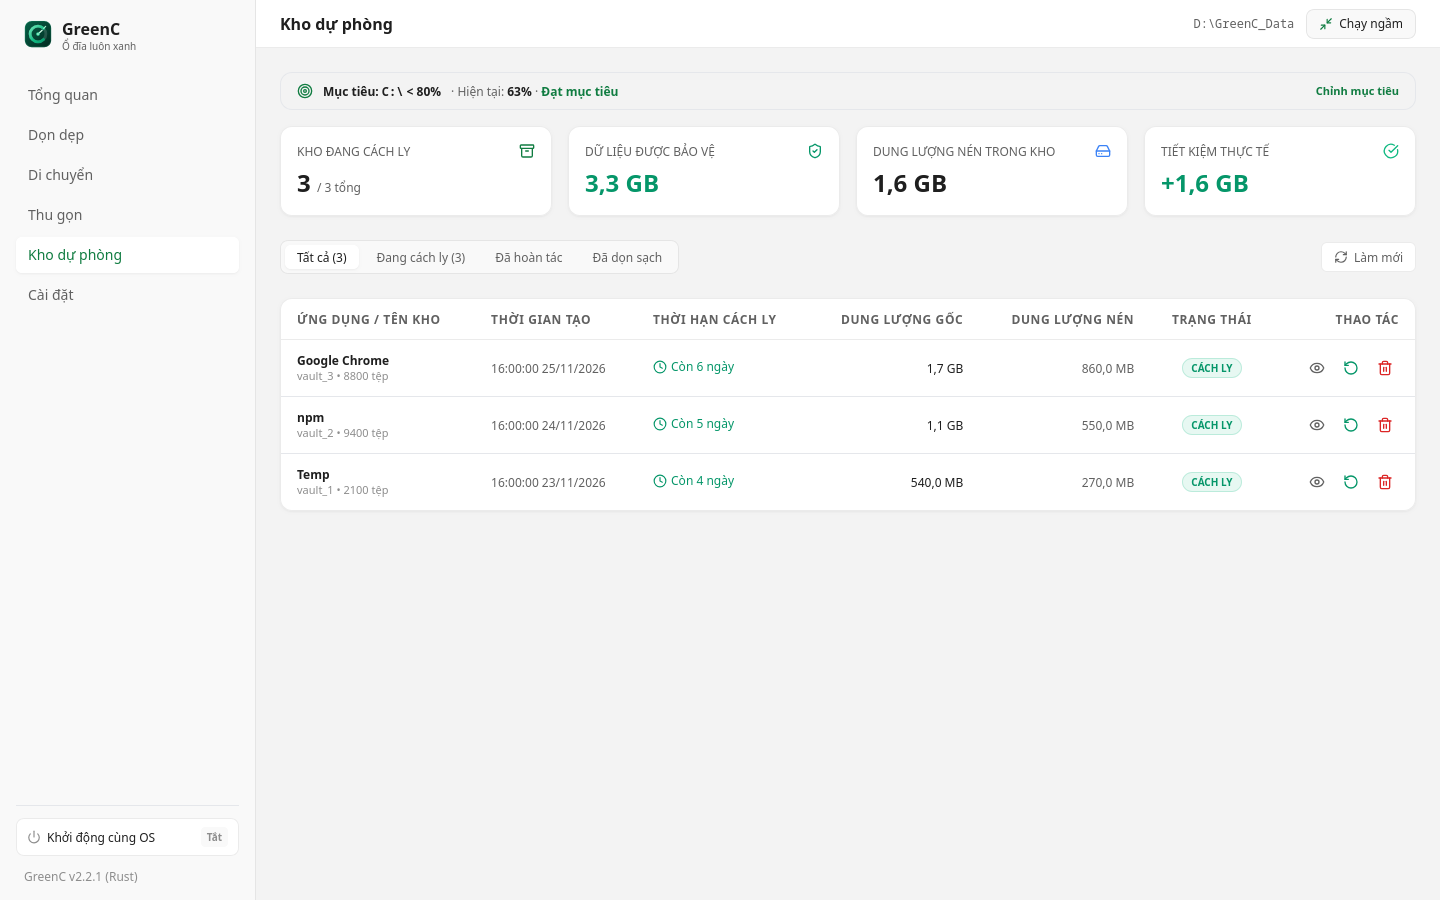 GreenC
Ổ đĩa luôn xanh
Tổng quan
Dọn dẹp
Di chuyển
Thu gọn
Kho dự phòng
Cài đặt
Khởi động cùng OS
Tắt
GreenC v2.2.1 (Rust)
Kho dự phòng
D:\GreenC_Data
Chạy ngầm
Mục tiêu: C:\ < 80% · Hiện tại: 63% · Đạt mục tiêu
Chỉnh mục tiêu
KHO ĐANG CÁCH LY
3 / 3 tổng
DỮ LIỆU ĐƯỢC BẢO VỆ
3,3 GB
DUNG LƯỢNG NÉN TRONG KHO
1,6 GB
TIẾT KIỆM THỰC TẾ
+1,6 GB
Tất cả (3) Đang cách ly (3) Đã hoàn tác Đã dọn sạch
Làm mới
ỨNG DỤNG / TÊN KHO THỜI GIAN TẠO THỜI HẠN CÁCH LY DUNG LƯỢNG GỐC DUNG LƯỢNG NÉN TRẠNG THÁI THAO TÁC
Google Chrome
vault_3 • 8800 tệp
16:00:00 25/11/2026 Còn 6 ngày 1,7 GB 860,0 MB CÁCH LY
npm
vault_2 • 9400 tệp
16:00:00 24/11/2026 Còn 5 ngày 1,1 GB 550,0 MB CÁCH LY
Temp
vault_1 • 2100 tệp
16:00:00 23/11/2026 Còn 4 ngày 540,0 MB 270,0 MB CÁCH LY